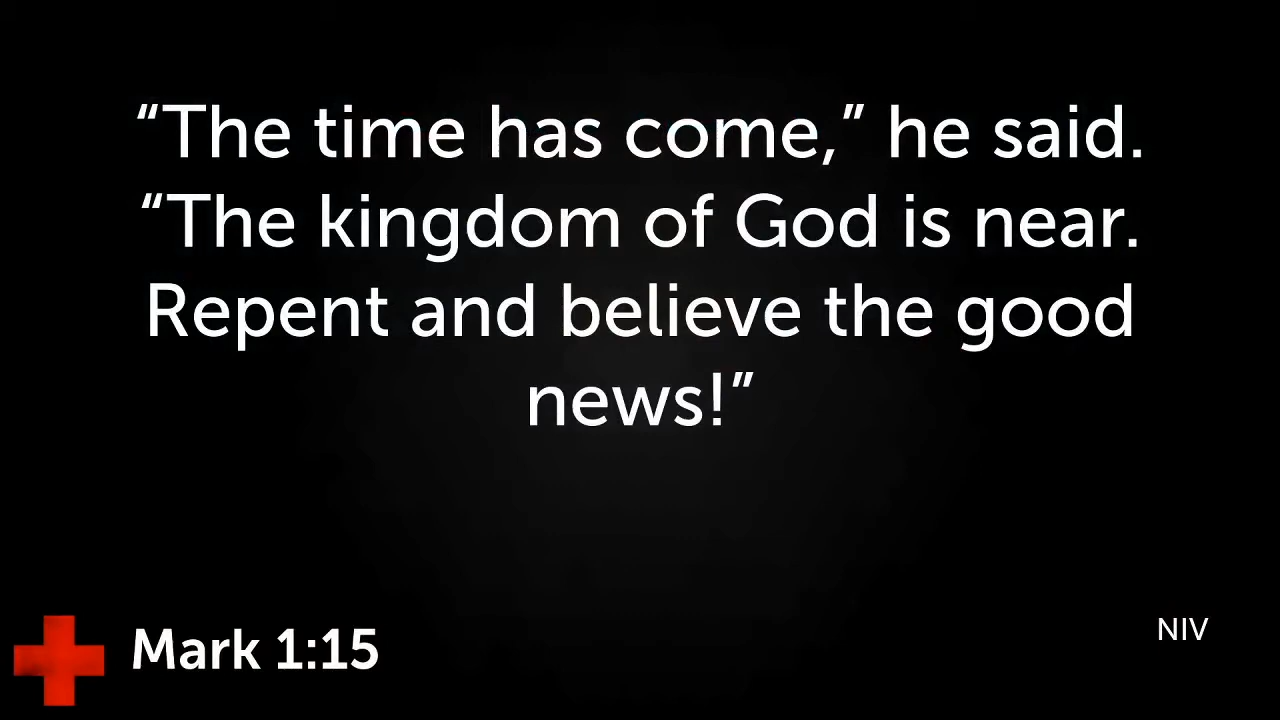 “The time has come,” he said.
“The kingdom of God is near.
Repent and believe the good
news!”
Mark 1:15
NIV